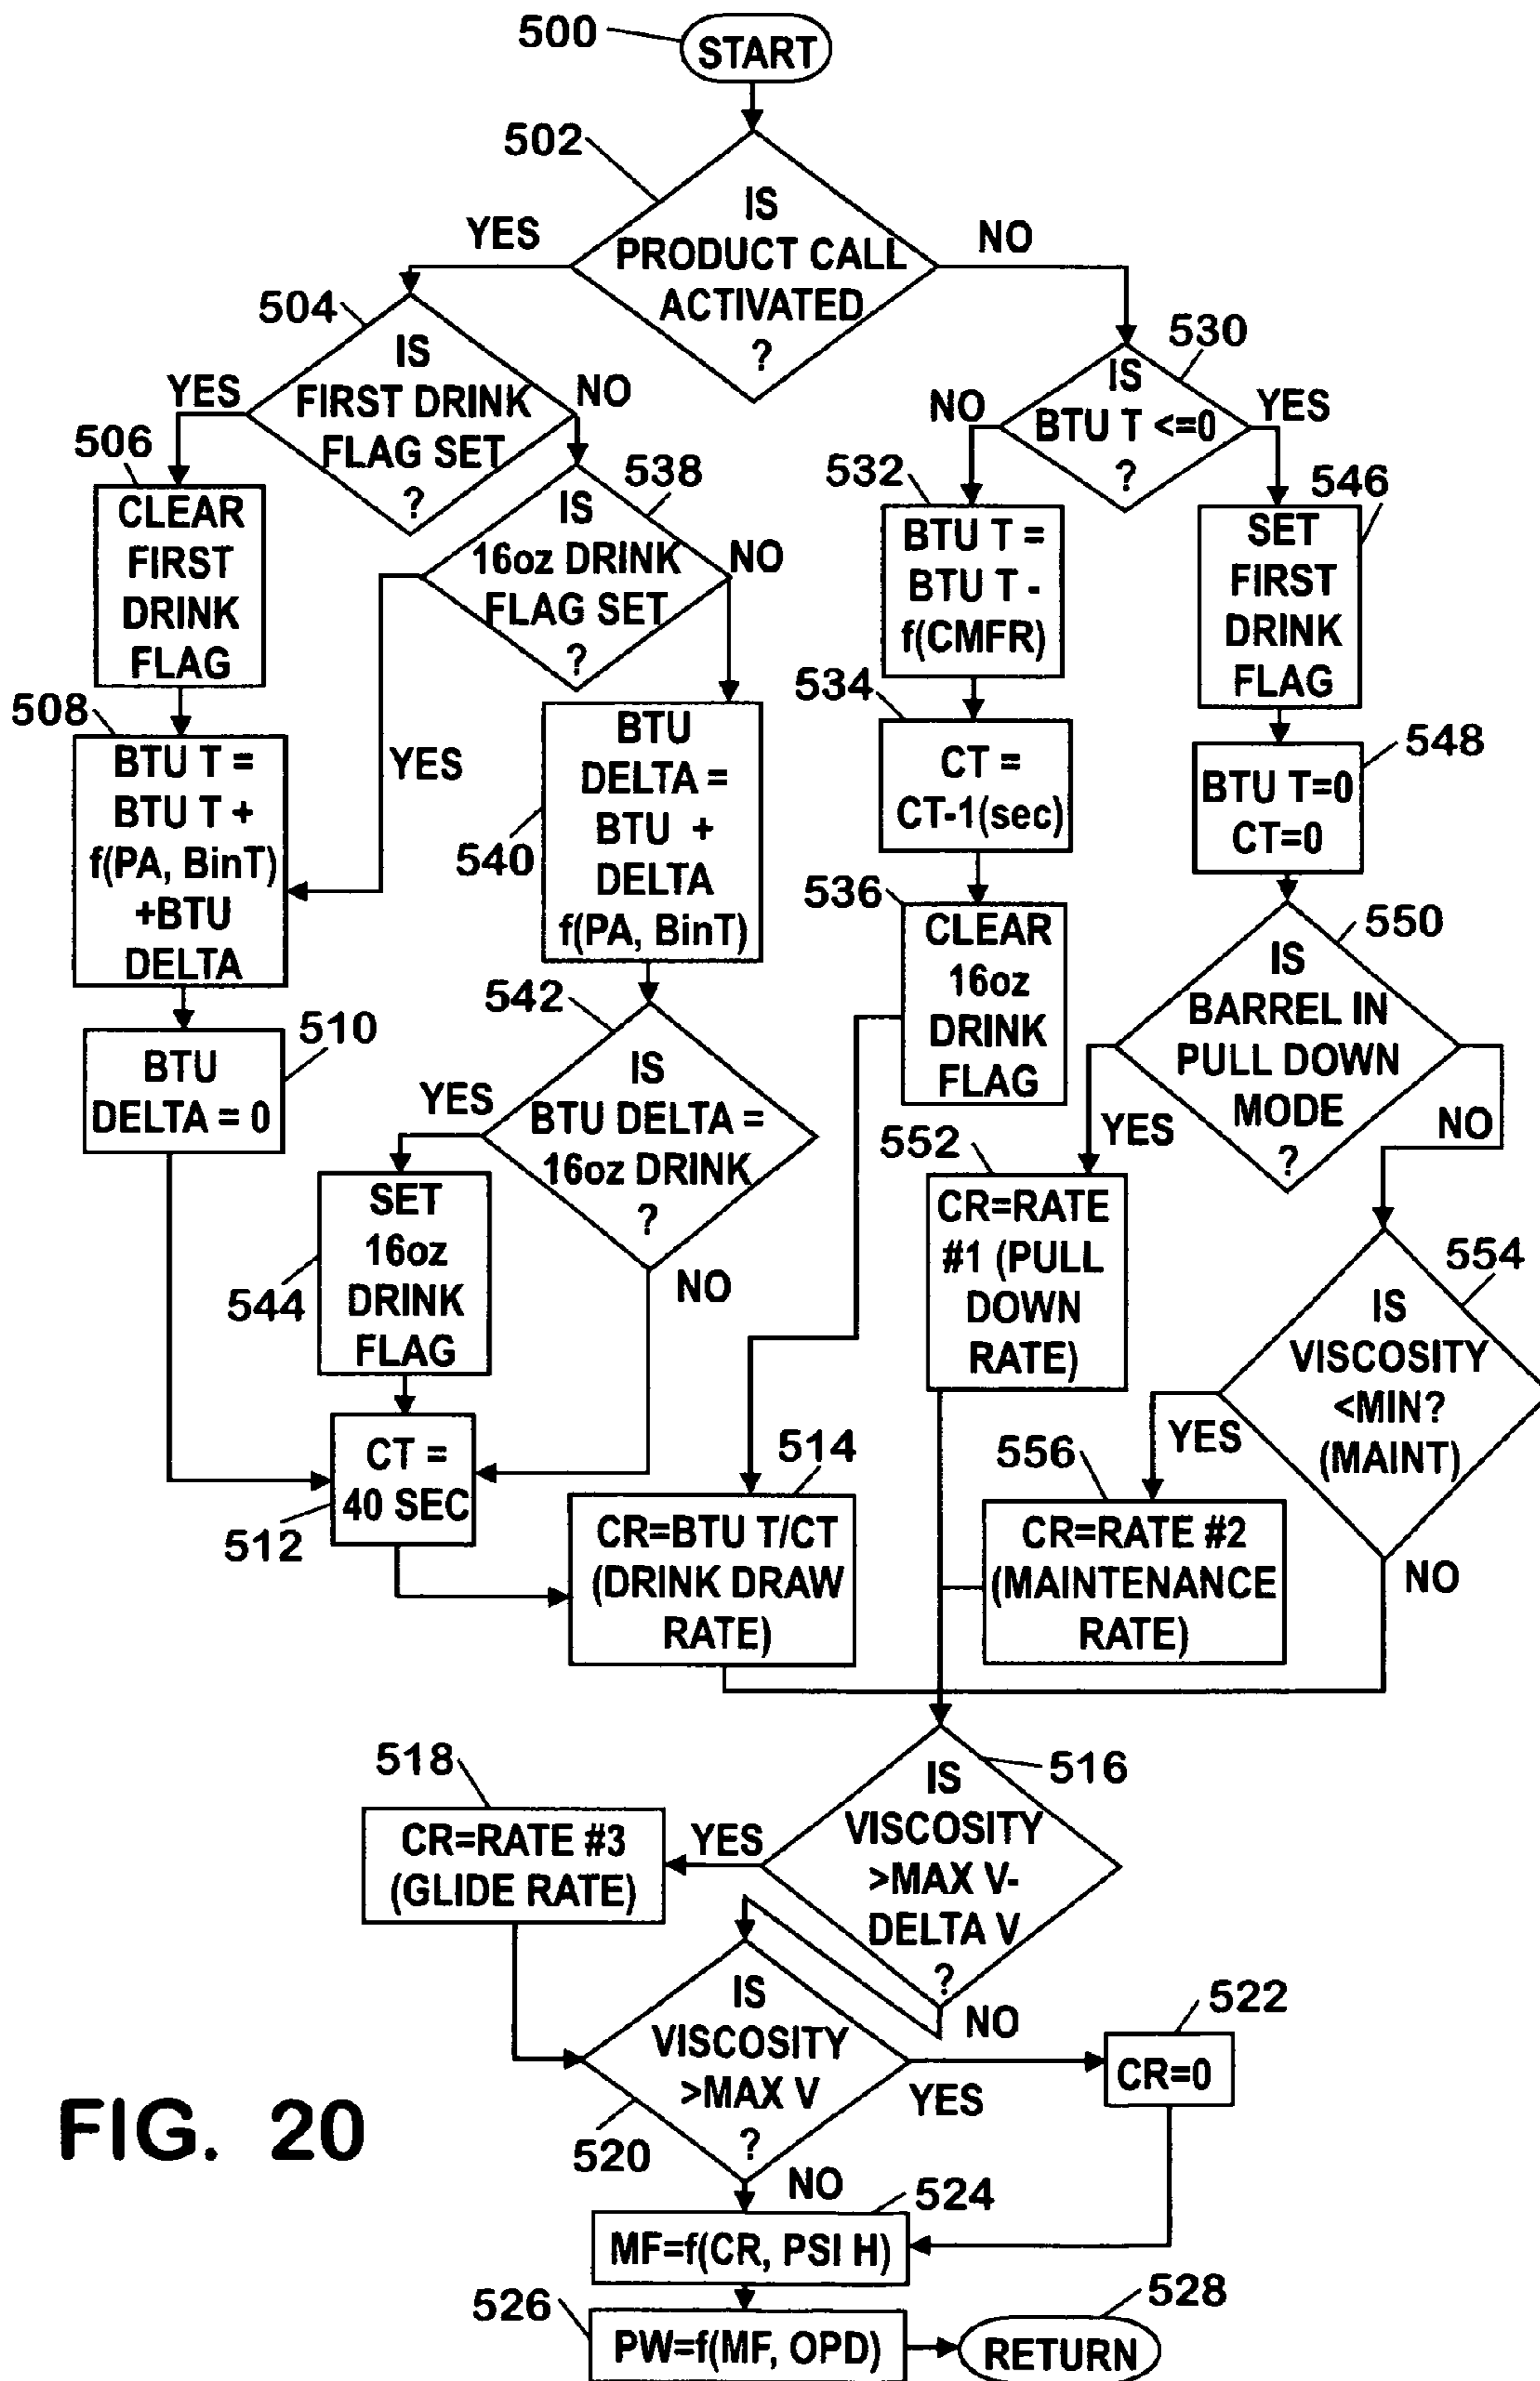 500
START
502
IS
PRODUCT CALL
ACTIVATED
?
YES
NO
504
IS
FIRST DRINK
FLAG SET
?
YES
NO
530
IS
BTU T <=0
?
NO
YES
506
CLEAR
FIRST
DRINK
FLAG
538
IS
16oz DRINK
FLAG SET
?
NO
YES
532
BTU T =
BTU T -
f(CMFR)
546
SET
FIRST
DRINK
FLAG
508
BTU T =
BTU T +
f(PA, BinT)
+BTU
DELTA
540
BTU
DELTA =
BTU +
DELTA
f(PA, BinT)
534
CT =
CT-1(sec)
548
BTU T=0
CT=0
536
CLEAR
16oz
DRINK
FLAG
550
IS
BARREL IN
PULL DOWN
MODE
?
YES
NO
510
BTU
DELTA = 0
542
IS
BTU DELTA =
16oz DRINK
?
YES
NO
544
SET
16oz
DRINK
FLAG
552
CR=RATE
#1 (PULL
DOWN
RATE)
554
IS
VISCOSITY
<MIN?
(MAINT)
YES
NO
512
CT =
40 SEC
514
CR=BTU T/CT
(DRINK DRAW
RATE)
556
CR=RATE #2
(MAINTENANCE
RATE)
516
IS
VISCOSITY
>MAX V-
DELTA V
?
YES
NO
518
CR=RATE #3
(GLIDE RATE)
520
IS
VISCOSITY
>MAX V
?
YES
NO
522
CR=0
524
MF=f(CR, PSI H)
526
PW=f(MF, OPD)
528
RETURN
FIG. 20